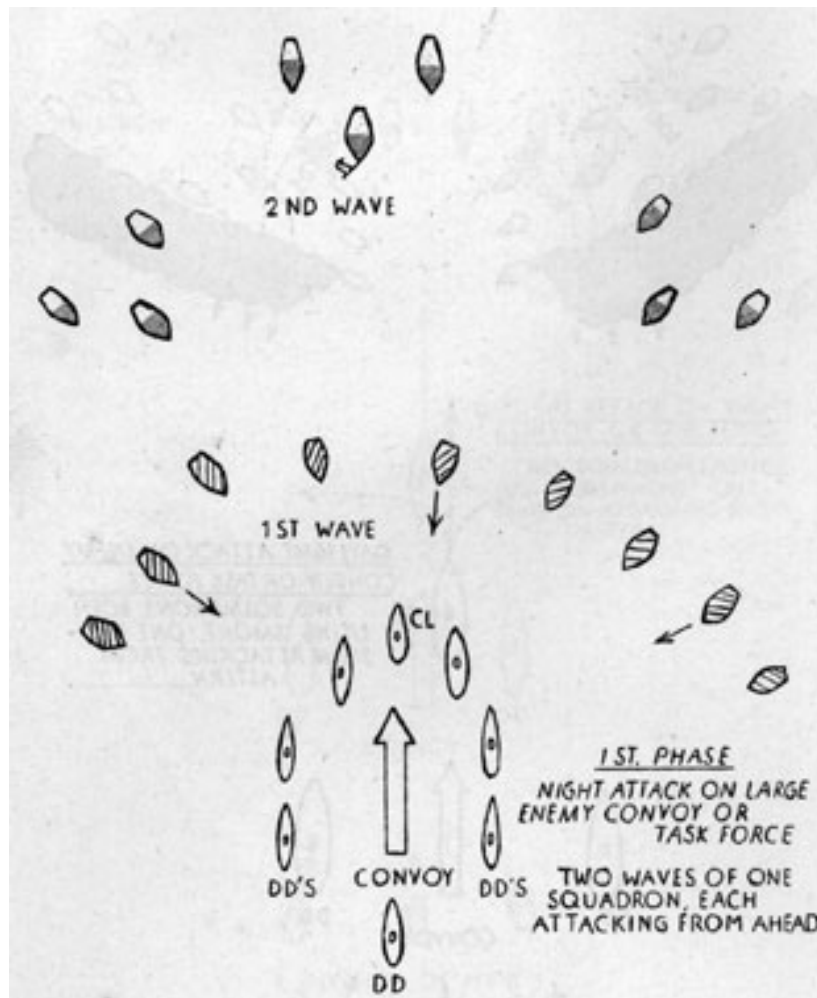 2ND WAVE
1ST WAVE
CL
1ST. PHASE
NIGHT ATTACK ON LARGE
ENEMY CONVOY OR
TASK FORCE
DD'S
CONVOY
DD'S
TWO WAVES OF ONE
SQUADRON, EACH
ATTACKING FROM AHEAD
DD